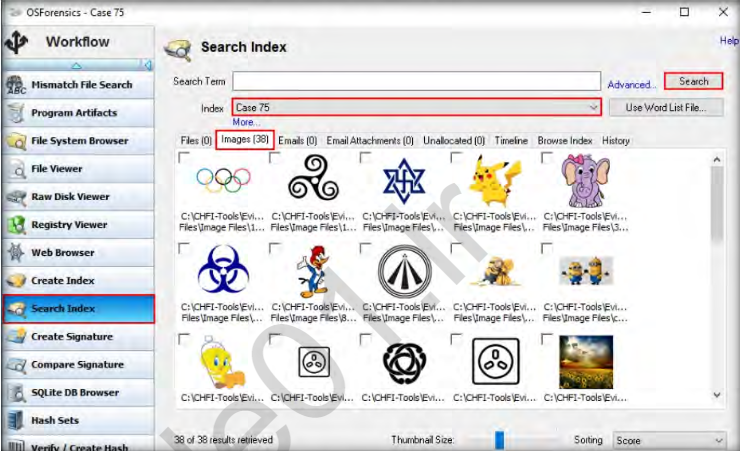 OSForensics - Case 75
Workflow
Search Index
Help
Mismatch File Search
Program Artifacts
File System Browser
File Viewer
Raw Disk Viewer
Registry Viewer
Web Browser
Create Index
Search Index
Create Signature
Compare Signature
SQLite DB Browser
Hash Sets
Verify / Create Hash
Search Term
Advanced...
Search
Index
Case 75
Use Word List File...
More...
Files (0) Images (38) Emails (0) Email Attachments (0) Unallocated (0) Timeline Browse Index History
C:\CHFI-Tools\Evi... C:\CHFI-Tools\Evi... C:\CHFI-Tools\Evi... C:\CHFI-Tools\Evi... C:\CHFI-Tools\Evi...
Files\Image Files\1... Files\Image Files\1... Files\Image Files\... Files\Image Files\... Files\Image Files\3...
C:\CHFI-Tools\Evi... C:\CHFI-Tools\Evi... C:\CHFI-Tools\Evi... C:\CHFI-Tools\Evi... C:\CHFI-Tools\Evi...
Files\Image Files\... Files\Image Files\8... Files\Image Files\... Files\Image Files\... Files\Image Files\c...
C:\CHFI-Tools\Evi... C:\CHFI-Tools\Evi... C:\CHFI-Tools\Evi... C:\CHFI-Tools\Evi... C:\CHFI-Tools\Evi...
38 of 38 results retrieved
Thumbnail Size:
Sorting
Score